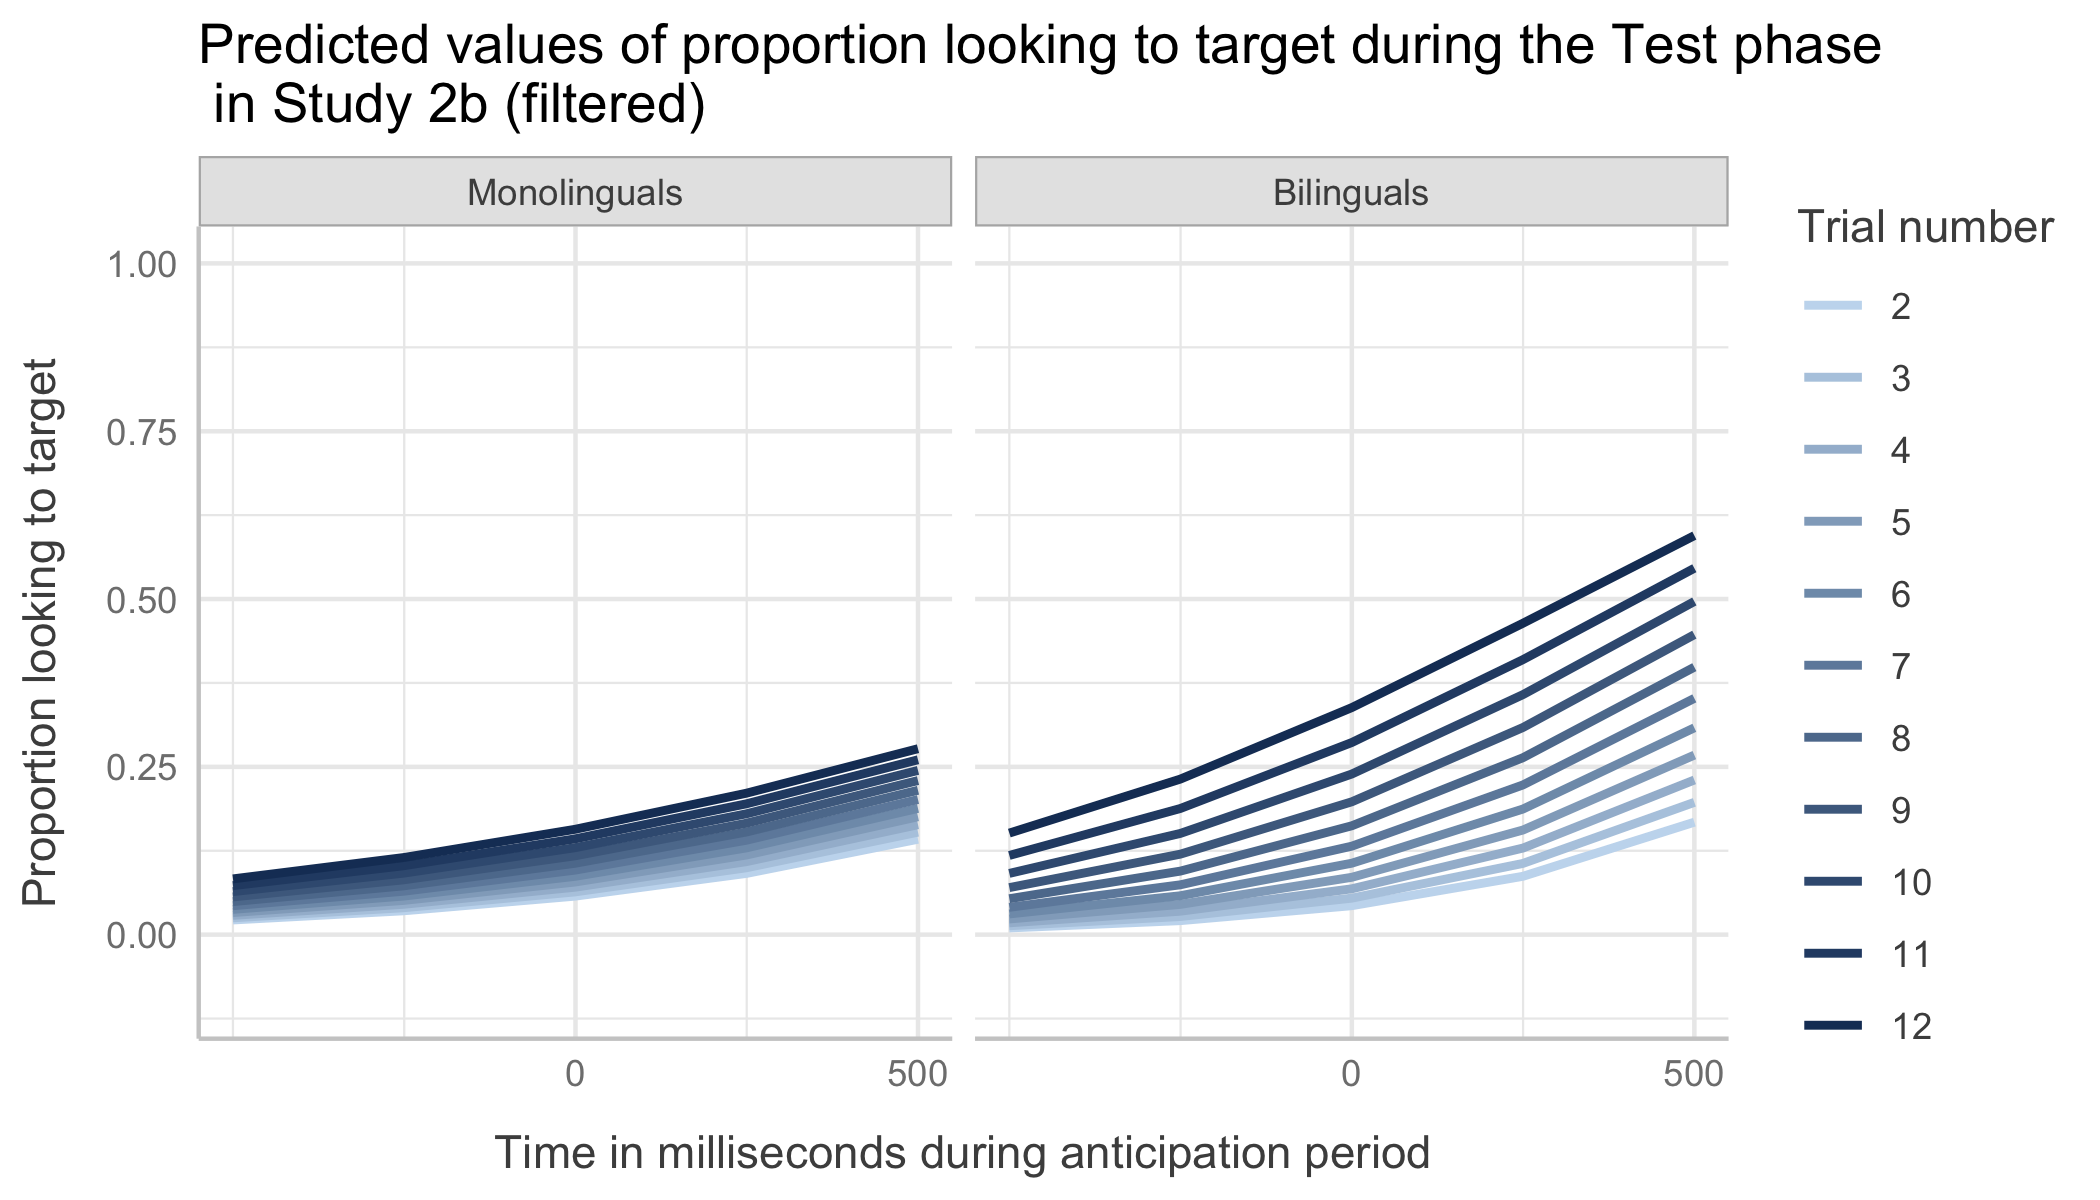 Predicted values of proportion looking to target during the Test phase
in Study 2b (filtered)
Monolinguals
Bilinguals
Proportion looking to target
1.00
0.75
0.50
0.25
0.00
0
500
0
500
Time in milliseconds during anticipation period
Trial number
2
3
4
5
6
7
8
9
10
11
12